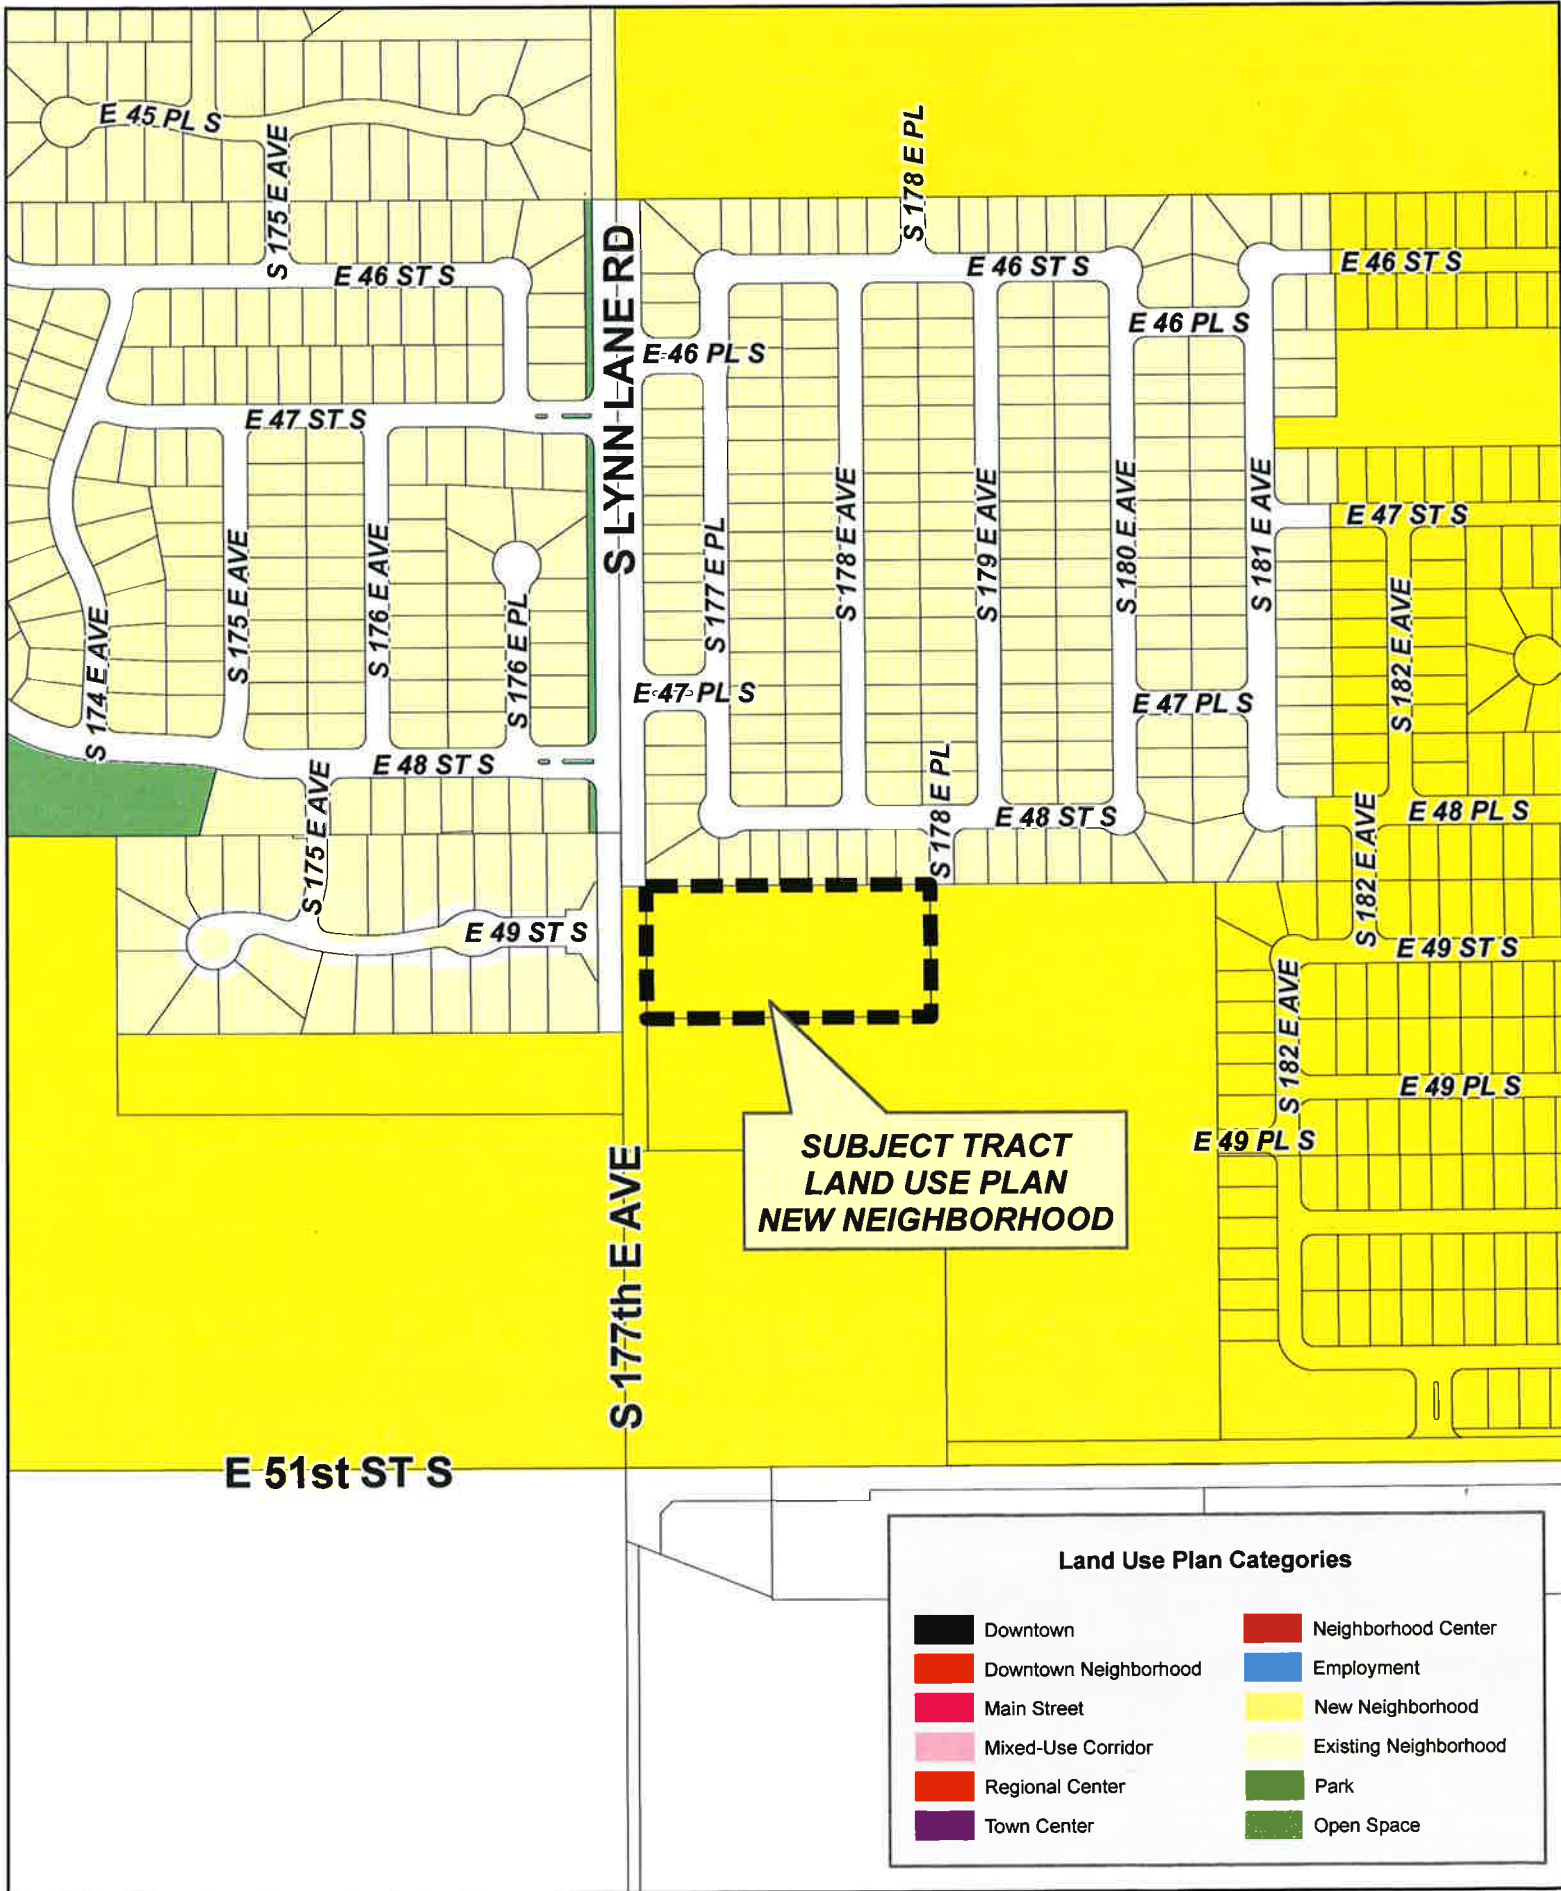 E 45 PL S
S 175 E AVE
S 178 E PL
E 46 ST S
S LYNN LANE RD
E 46 ST S
E 46 ST S
E 46 PL S
E 46 PL S
E 47 ST S
S 174 E AVE
S 175 E AVE
S 176 E AVE
S 176 E PL
S 177 E PL
S 178 E AVE
S 179 E AVE
S 180 E AVE
S 181 E AVE
E 47 ST S
S 182 E AVE
E 47 PL S
E 47 PL S
E 48 ST S
S 175 E AVE
S 178 E PL
E 48 ST S
E 48 PL S
S 182 E AVE
E 49 ST S
E 49 ST S
S 182 E AVE
E 49 PL S
E 49 PL S
SUBJECT TRACT
LAND USE PLAN
NEW NEIGHBORHOOD
S 177th E AVE
E 51st ST S
Land Use Plan Categories
Downtown
Downtown Neighborhood
Main Street
Mixed-Use Corridor
Regional Center
Town Center
Neighborhood Center
Employment
New Neighborhood
Existing Neighborhood
Park
Open Space